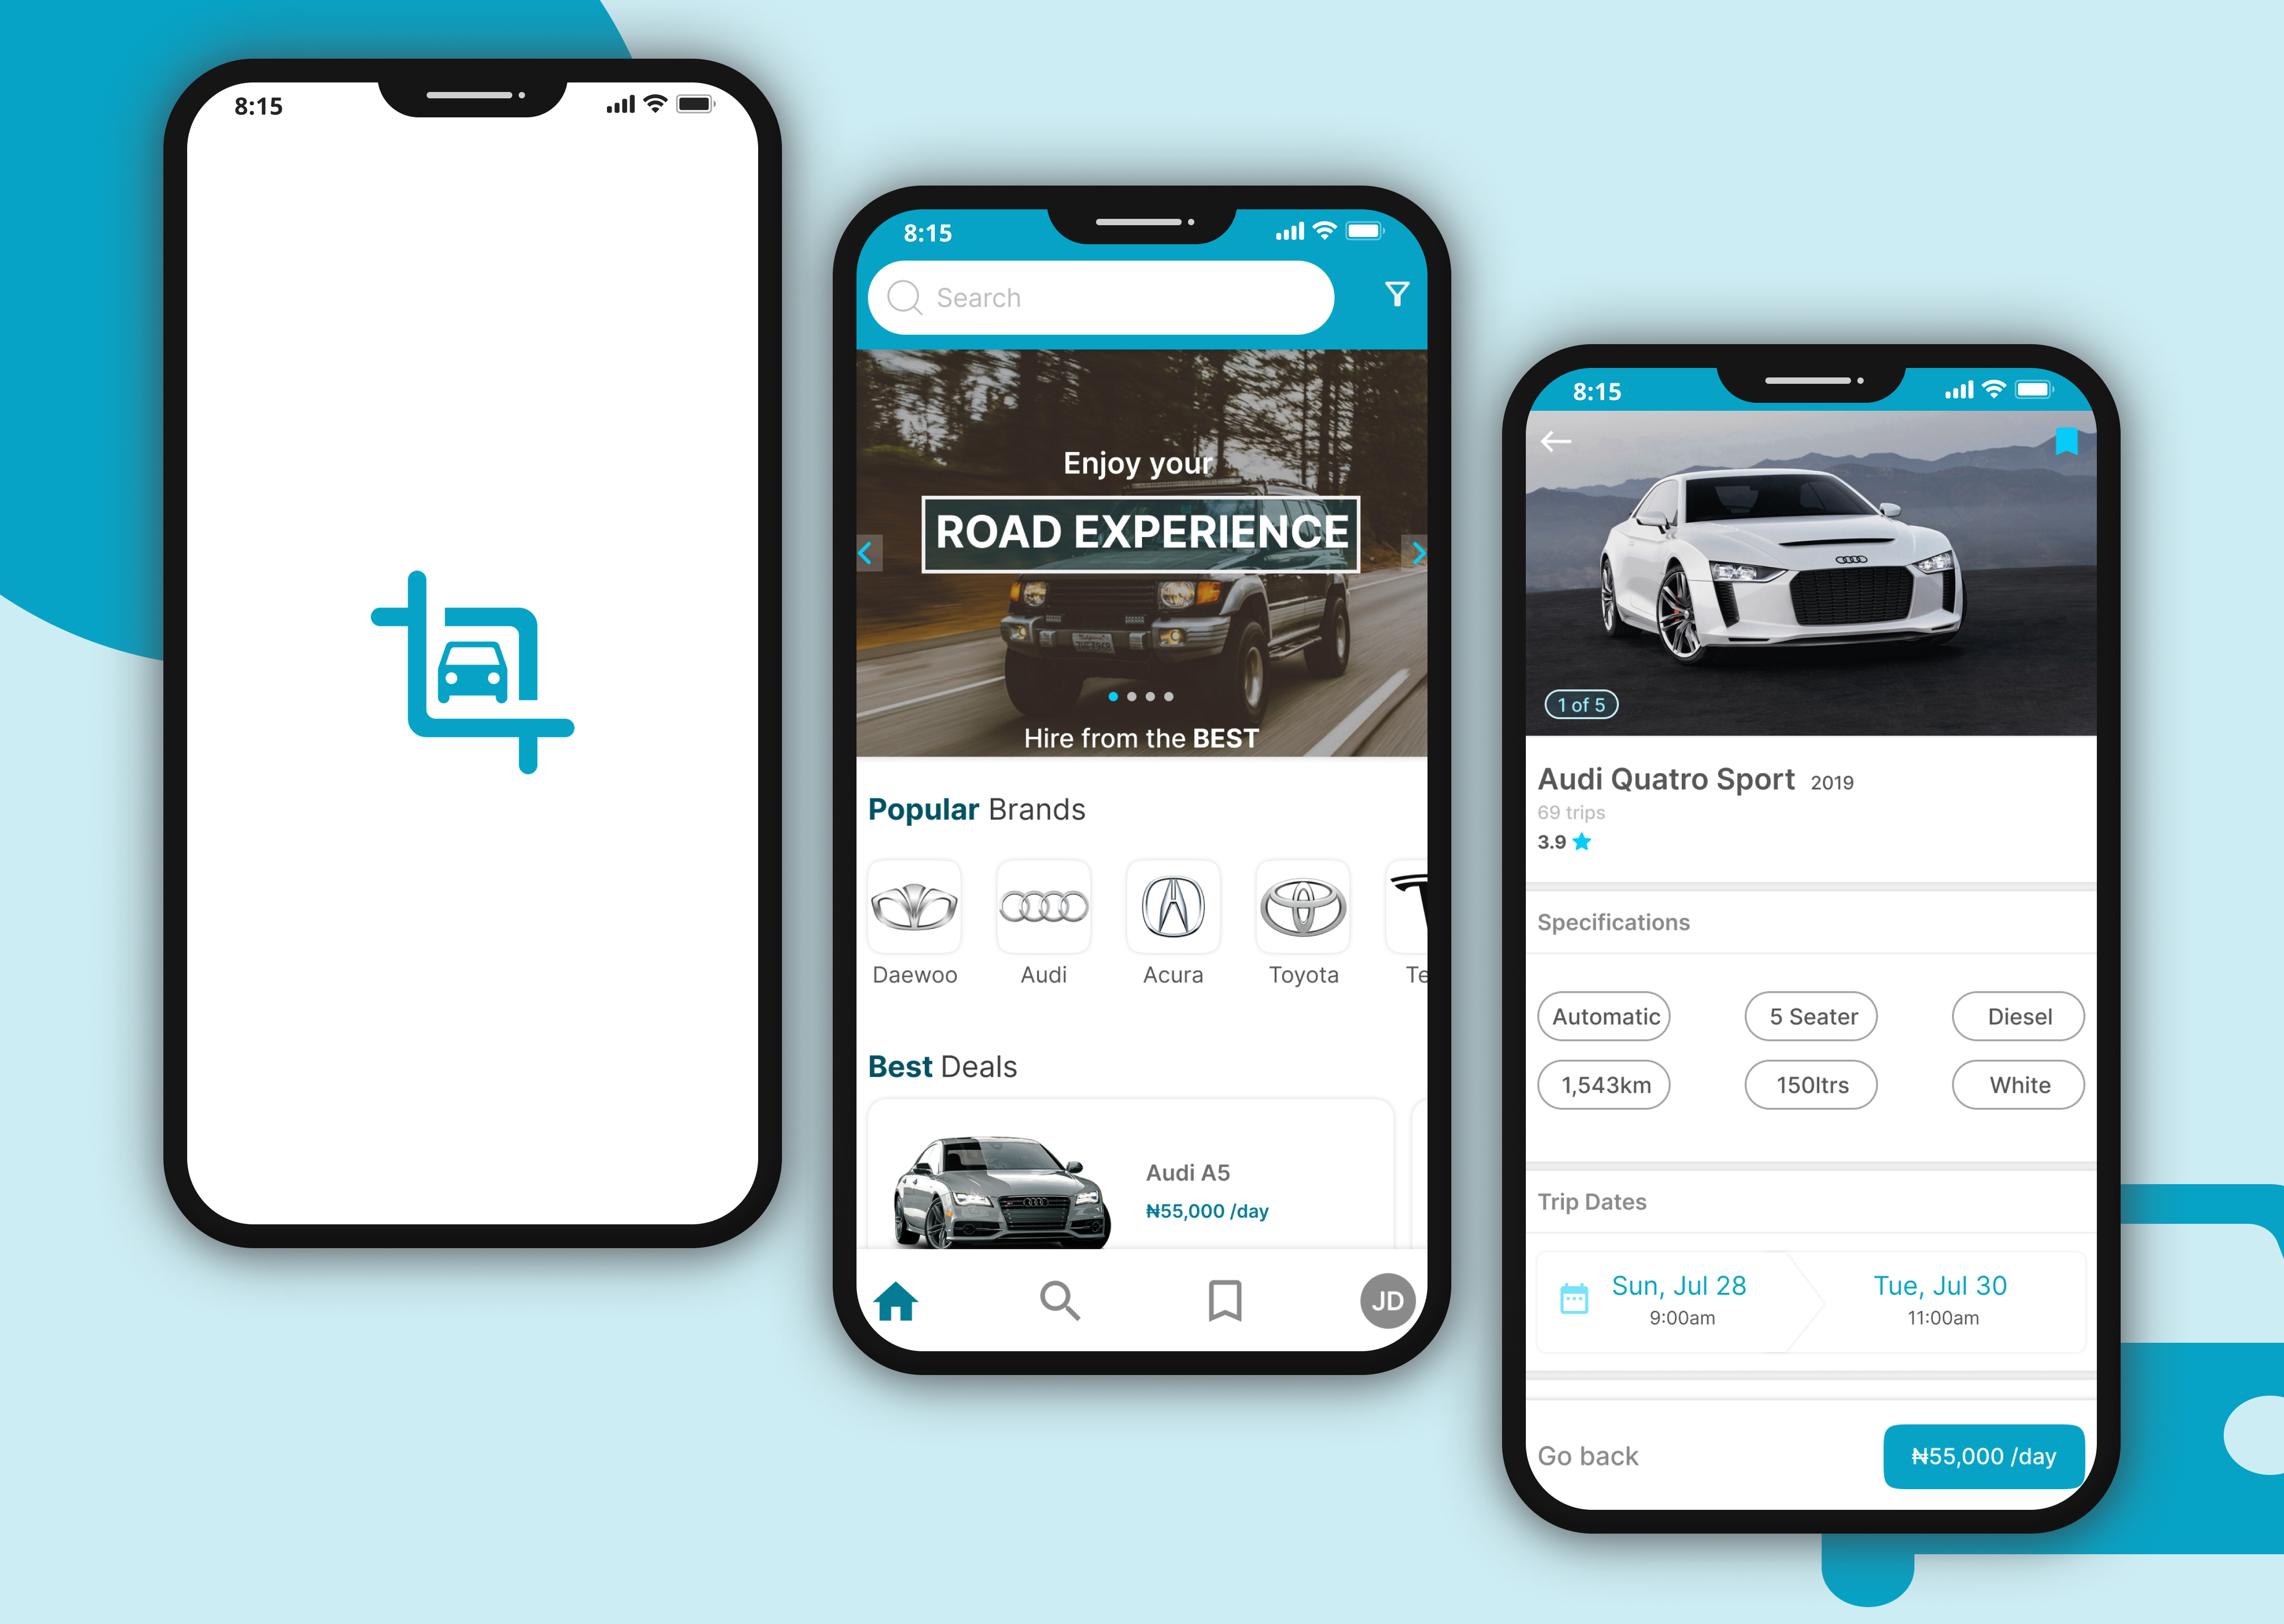 8:15
8:15
Search
Enjoy your
ROAD EXPERIENCE
Hire from the BEST
Popular Brands
Daewoo
Audi
Acura
Toyota
Te
Best Deals
Audi A5
₦55,000 /day
JD
8:15
1 of 5
Audi Quatro Sport 2019
69 trips
3.9
Specifications
Automatic
5 Seater
Diesel
1,543km
150ltrs
White
Trip Dates
Sun, Jul 28
9:00am
Tue, Jul 30
11:00am
Go back
₦55,000 /day